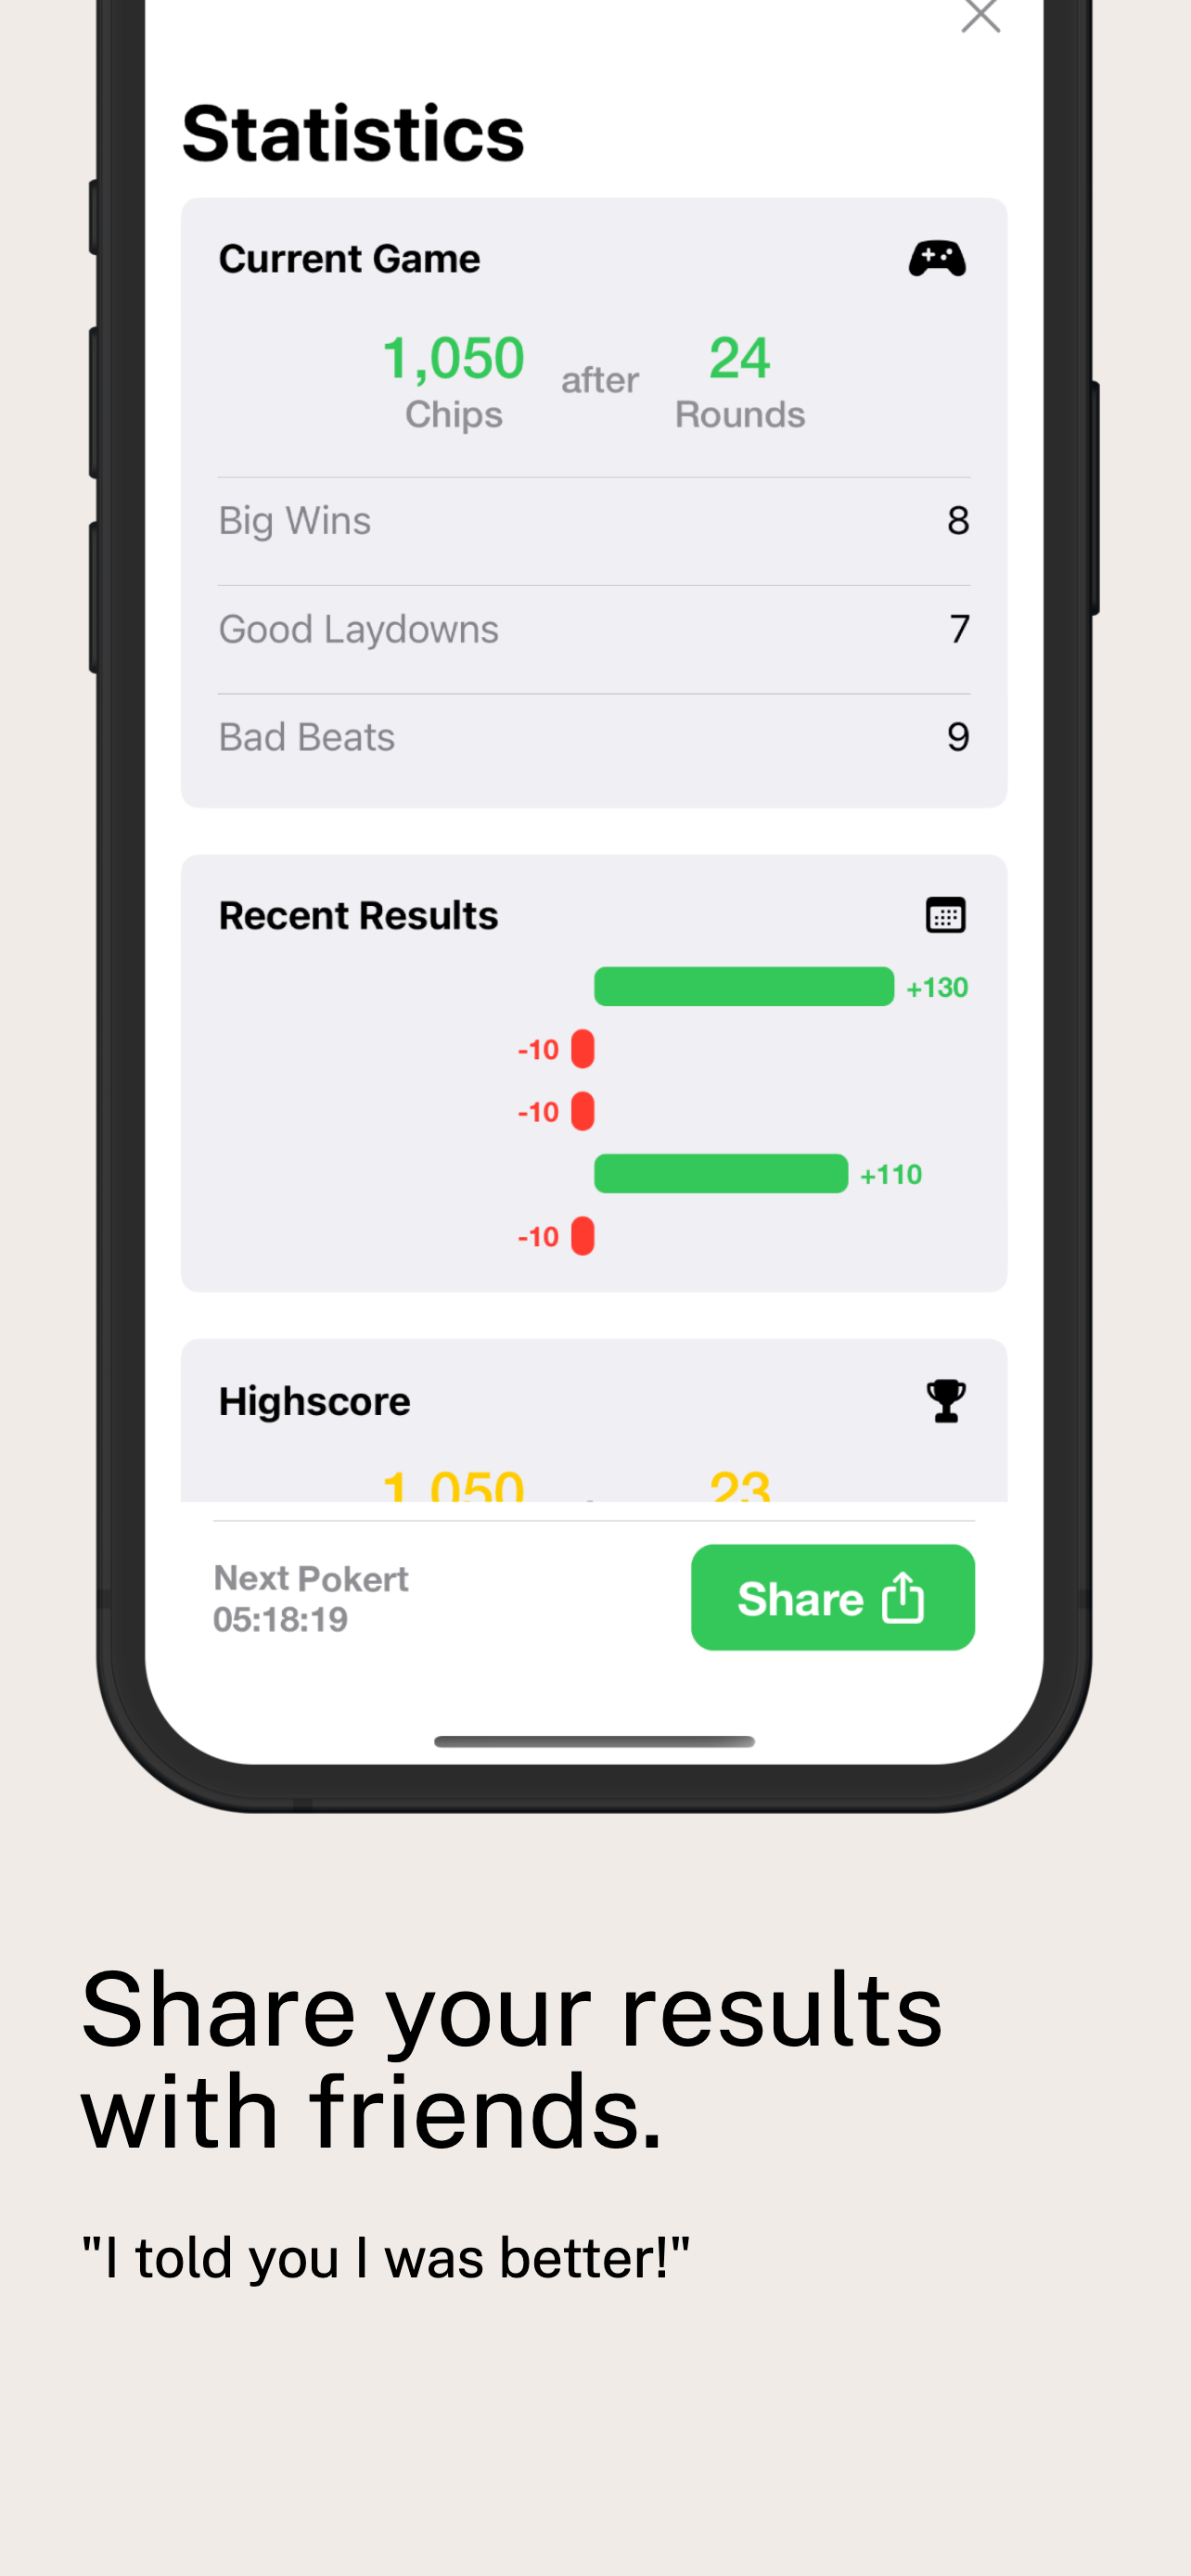 Statistics
Current Game
1,050 after 24
Chips Rounds
Big Wins 8
Good Laydowns 7
Bad Beats 9
Recent Results
+130
-10
-10
+110
-10
Highscore
1,050 23
Next Pokert
05:18:19
Share
Share your results
with friends.
"I told you I was better!"